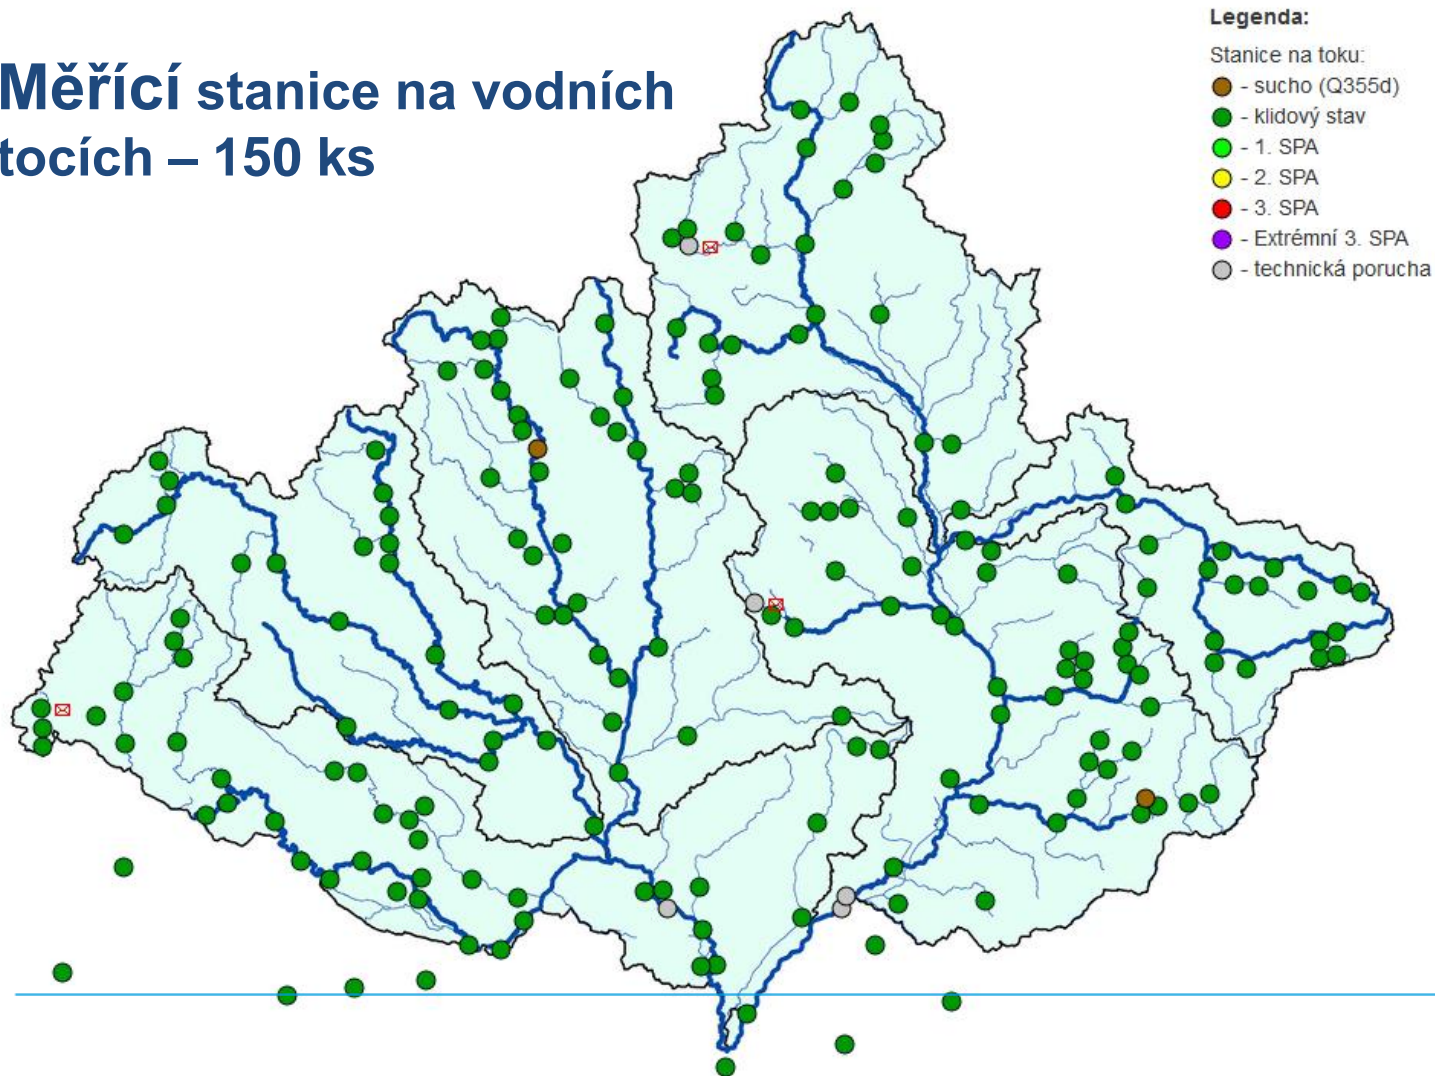 Měřící stanice na vodních
tocích – 150 ks
Legenda:
Stanice na toku:
- sucho (Q355d)
- klidový stav
- 1. SPA
- 2. SPA
- 3. SPA
- Extrémní 3. SPA
- technická porucha